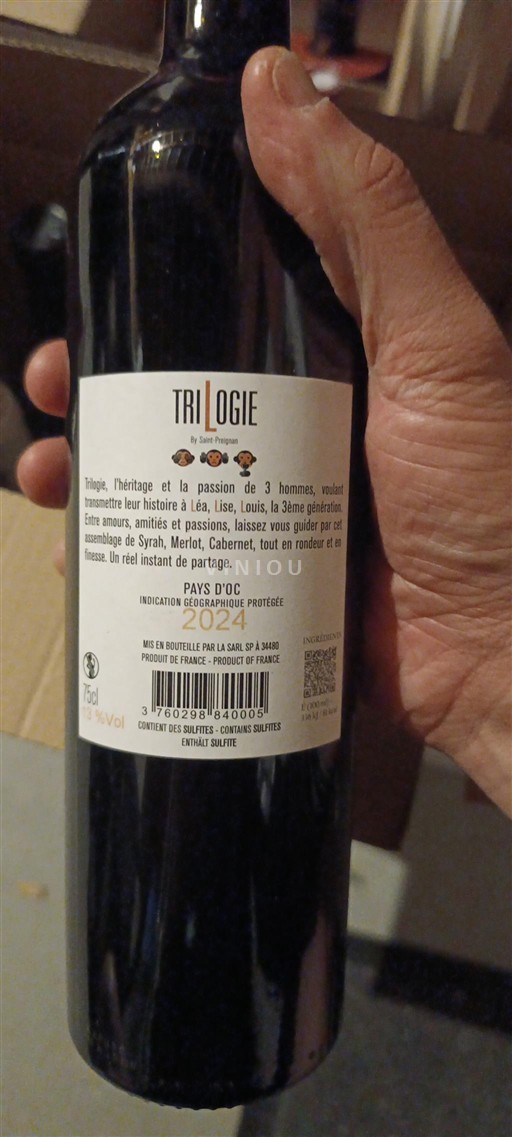 TRILOGIE
By Saint-Preignan
Trilogie, l'héritage et la passion de 3 hommes, voulant
transmettre leur histoire à Léa, Lise, Louis, la 3ème génération.
Entre amours, amitiés et passions, laissez vous guider par cet
assemblage de Syrah, Merlot, Cabernet, tout en rondeur et en
finesse. Un réel instant de partage.
VINIOU
PAYS D'OC
INDICATION GÉOGRAPHIQUE PROTÉGÉE
2024
MIS EN BOUTEILLE PAR LA SARL SP À 34480
PRODUIT DE FRANCE - PRODUCT OF FRANCE
INGRÉDIENTS
75cl
13 %Vol
3 760298 840005
E (100ml)
CONTIENT DES SULFITES - CONTAINS SULFITES
ENTHÄLT SULFITE